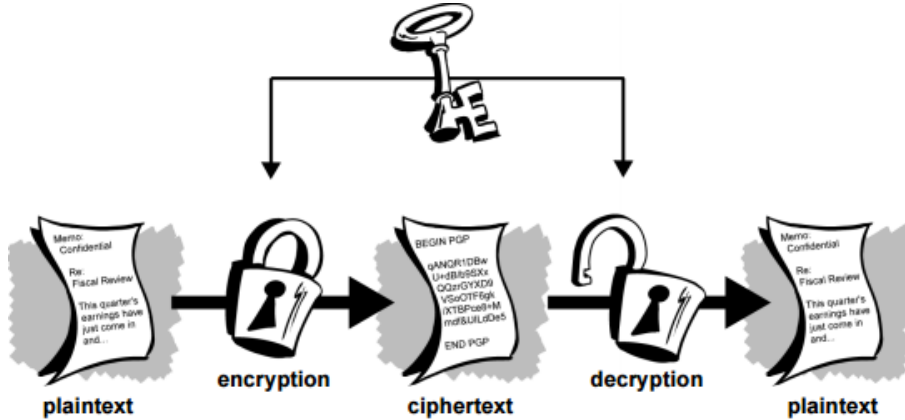 Memo:
Confidential
Re:
Fiscal Review
This quarter's
earnings have
just come in
and...
plaintext
encryption
BEGIN PGP
qANQR1DBw
U+dB/b9SXx
QQzrGYXD9
VSoOTF6gk
iXTBPce9+M
mdf&UlLdDe5
END PGP
ciphertext
decryption
Memo:
Confidential
Re:
Fiscal Review
This quarter's
earnings have
just come in
and...
plaintext